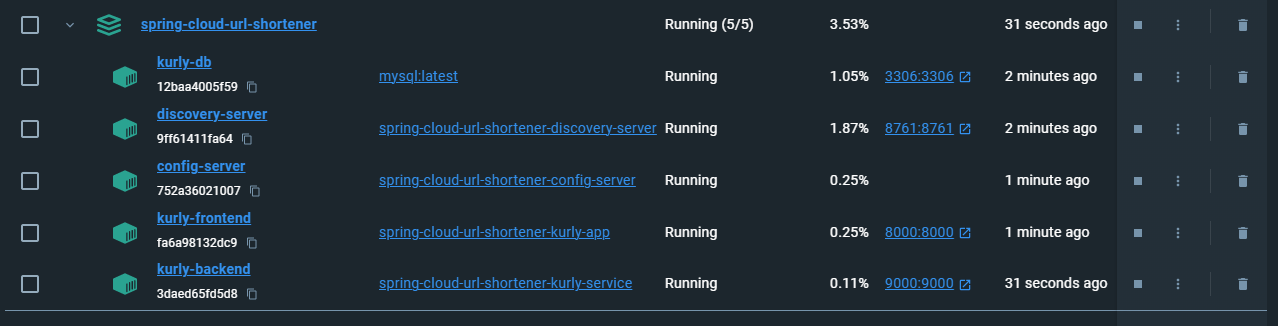 spring-cloud-url-shortener Running (5/5) 3.53% 31 seconds ago
kurly-db
12baa4005f59 mysql:latest Running 1.05% 3306:3306 2 minutes ago
discovery-server
9ff61411fa64 spring-cloud-url-shortener-discovery-server Running 1.87% 8761:8761 2 minutes ago
config-server
752a36021007 spring-cloud-url-shortener-config-server Running 0.25% 1 minute ago
kurly-frontend
fa6a98132dc9 spring-cloud-url-shortener-kurly-app Running 0.25% 8000:8000 1 minute ago
kurly-backend
3daed65fd5d8 spring-cloud-url-shortener-kurly-service Running 0.11% 9000:9000 31 seconds ago